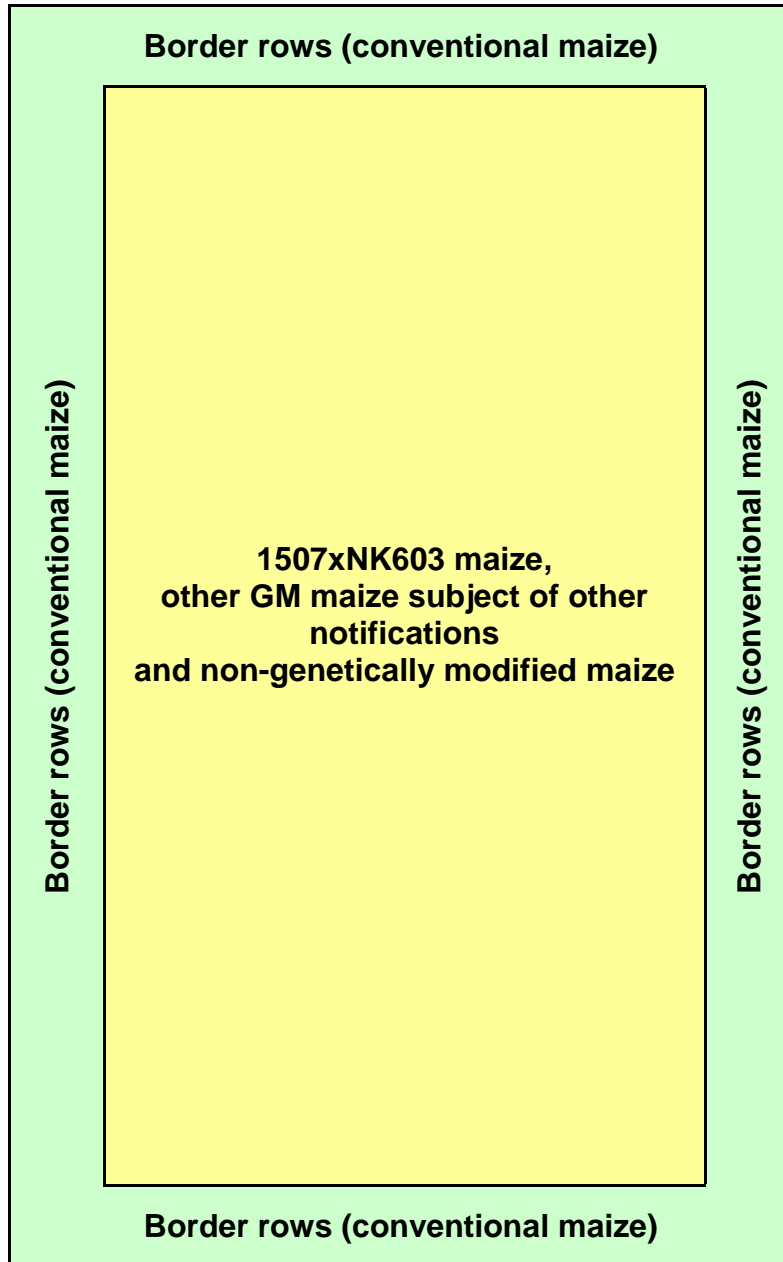 Border rows (conventional maize)
Border rows (conventional maize)
1507xNK603 maize,
other GM maize subject of other
notifications
and non-genetically modified maize
Border rows (conventional maize)
Border rows (conventional maize)